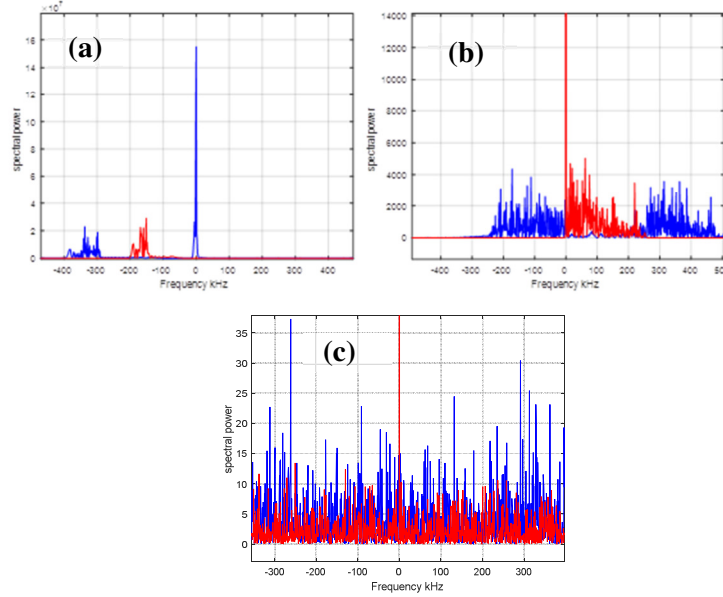 × 10⁷
(a)
16
14
12
10
8
6
4
2
0
spectral power
-400 -300 -200 -100 0 100 200 300 400
Frequency kHz
(b)
14000
12000
10000
8000
6000
4000
2000
0
spectral power
-400 -300 -200 -100 0 100 200 300 400 500
Frequency kHz
(c)
35
30
25
20
15
10
5
0
spectral power
-300 -200 -100 0 100 200 300
Frequency kHz